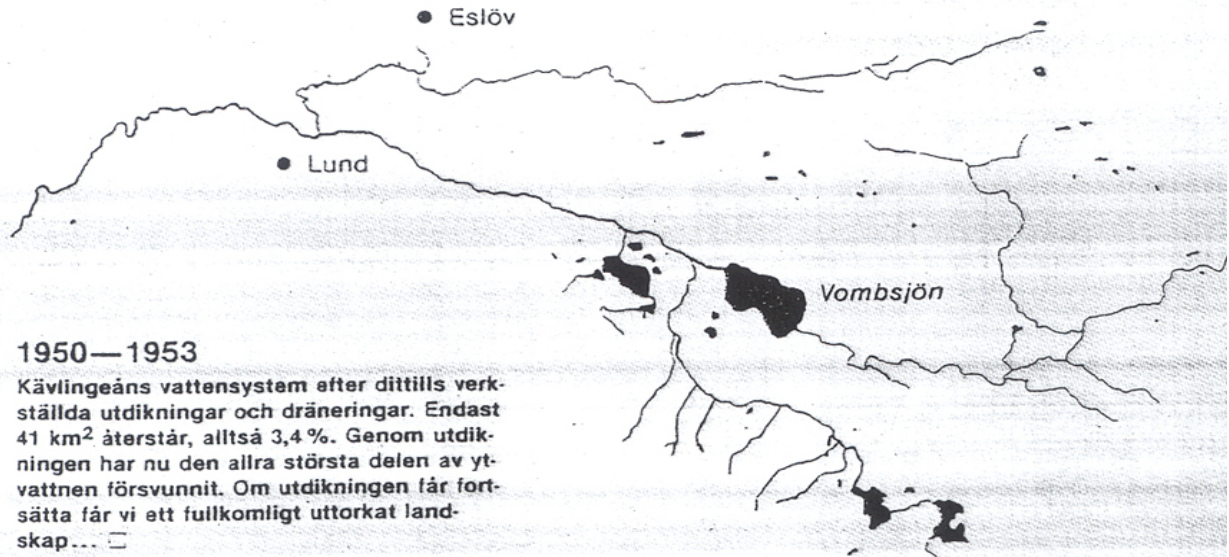 Eslöv
Lund
Vombsjön
1950—1953
Kävlingeåns vattensystem efter dittills verk-
ställda utdikningar och dräneringar. Endast
41 km² återstår, alltså 3,4 %. Genom utdik-
ningen har nu den allra största delen av yt-
vattnen försvunnit. Om utdikningen får fort-
sätta får vi ett fullkomligt uttorkat land-
skap... □